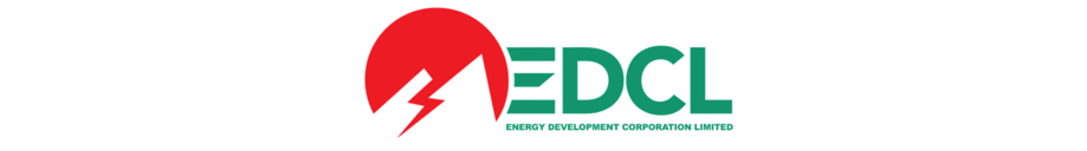 EDCL
ENERGY DEVELOPMENT CORPORATION LIMITED